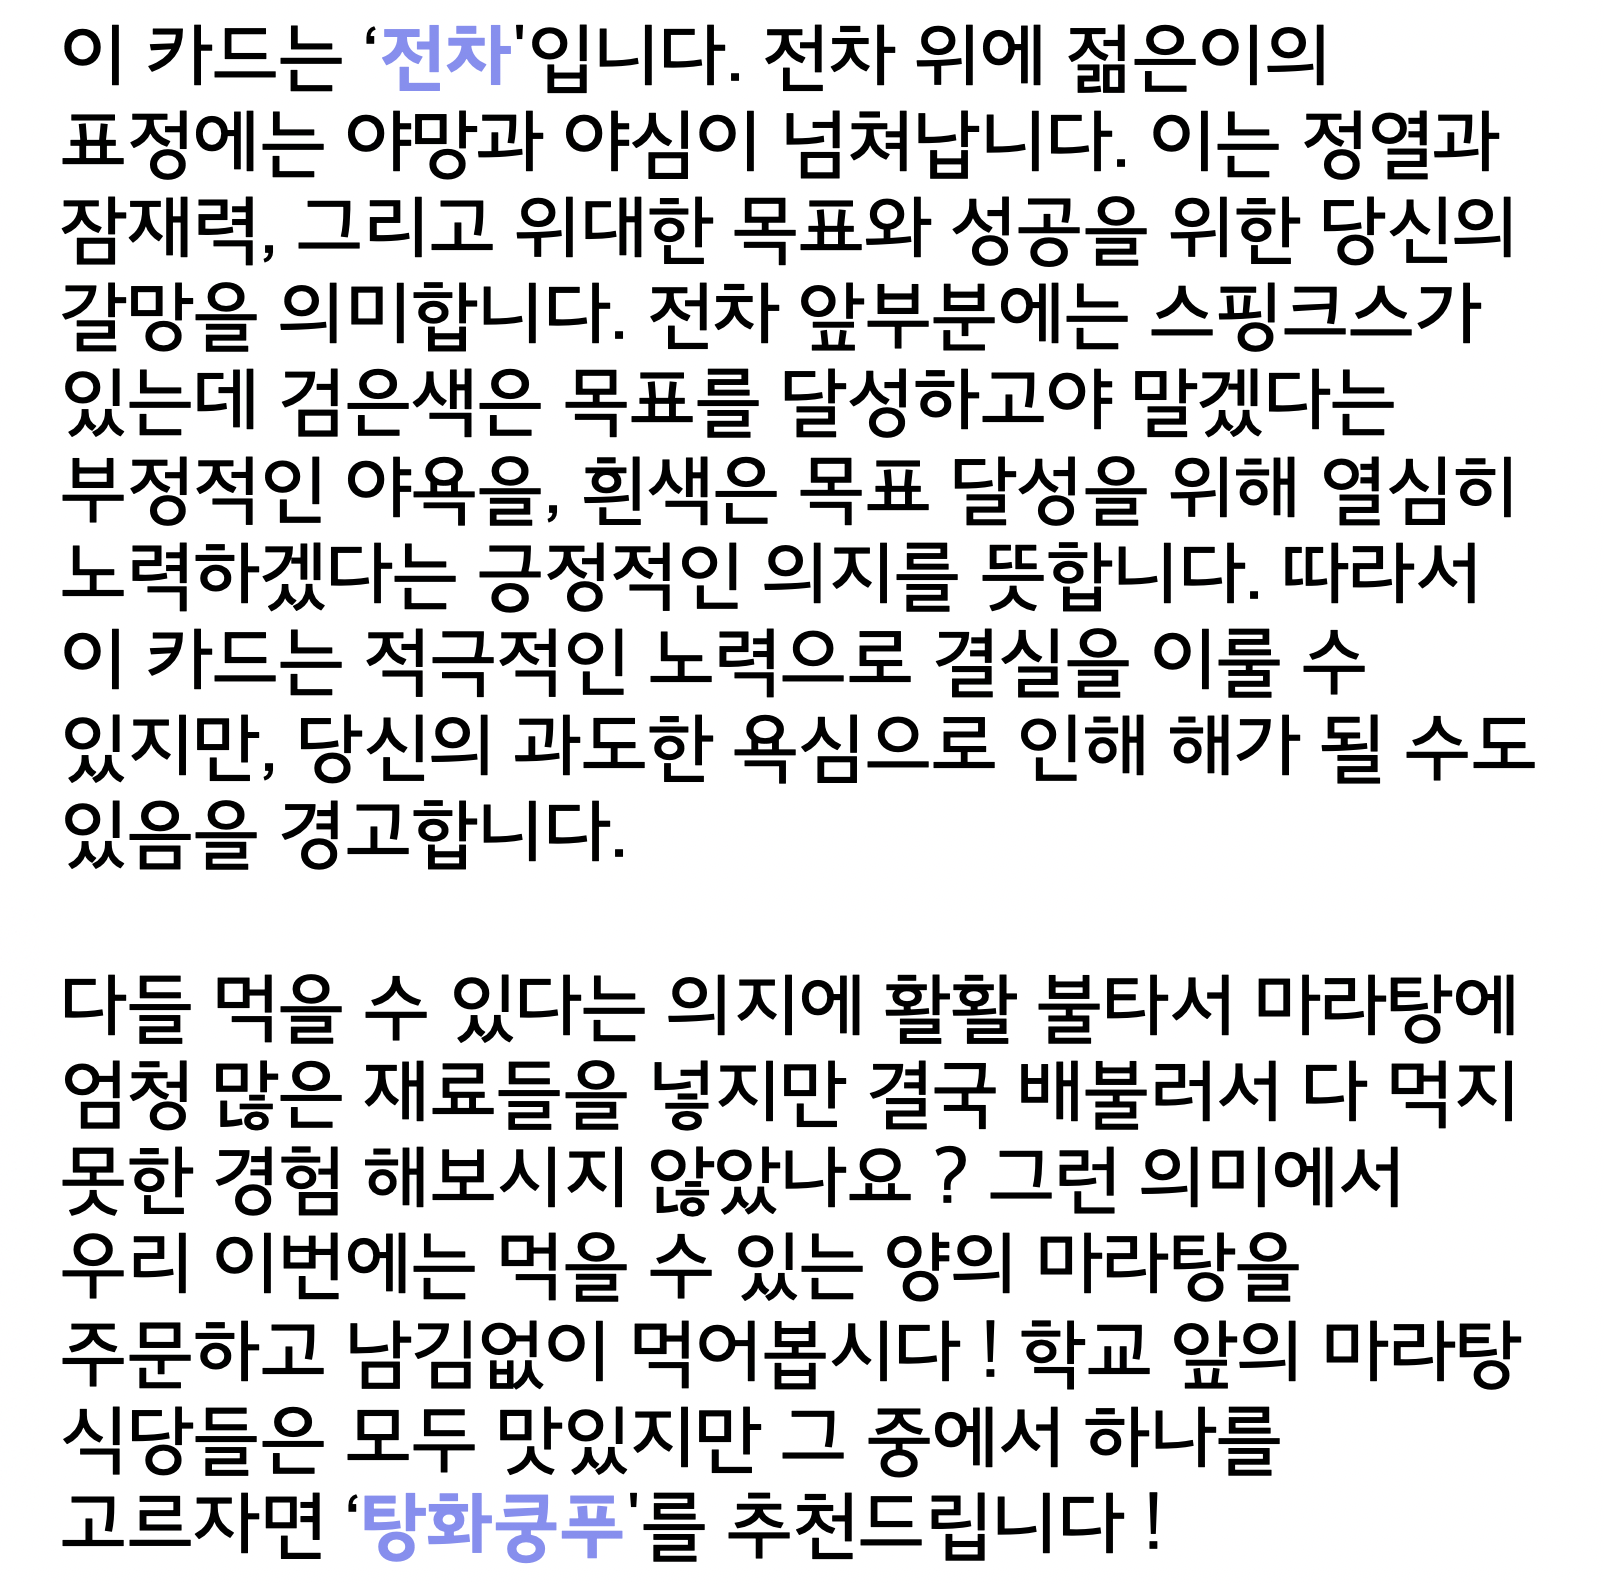 이 카드는 ‘전차'입니다. 전차 위에 젊은이의
표정에는 야망과 야심이 넘쳐납니다. 이는 정열과
잠재력, 그리고 위대한 목표와 성공을 위한 당신의
갈망을 의미합니다. 전차 앞부분에는 스핑크스가
있는데 검은색은 목표를 달성하고야 말겠다는
부정적인 야욕을, 흰색은 목표 달성을 위해 열심히
노력하겠다는 긍정적인 의지를 뜻합니다. 따라서
이 카드는 적극적인 노력으로 결실을 이룰 수
있지만, 당신의 과도한 욕심으로 인해 해가 될 수도
있음을 경고합니다.
다들 먹을 수 있다는 의지에 활활 불타서 마라탕에
엄청 많은 재료들을 넣지만 결국 배불러서 다 먹지
못한 경험 해보시지 않았나요 ? 그런 의미에서
우리 이번에는 먹을 수 있는 양의 마라탕을
주문하고 남김없이 먹어봅시다 ! 학교 앞의 마라탕
식당들은 모두 맛있지만 그 중에서 하나를
고르자면 ‘탕화쿵푸'를 추천드립니다 !